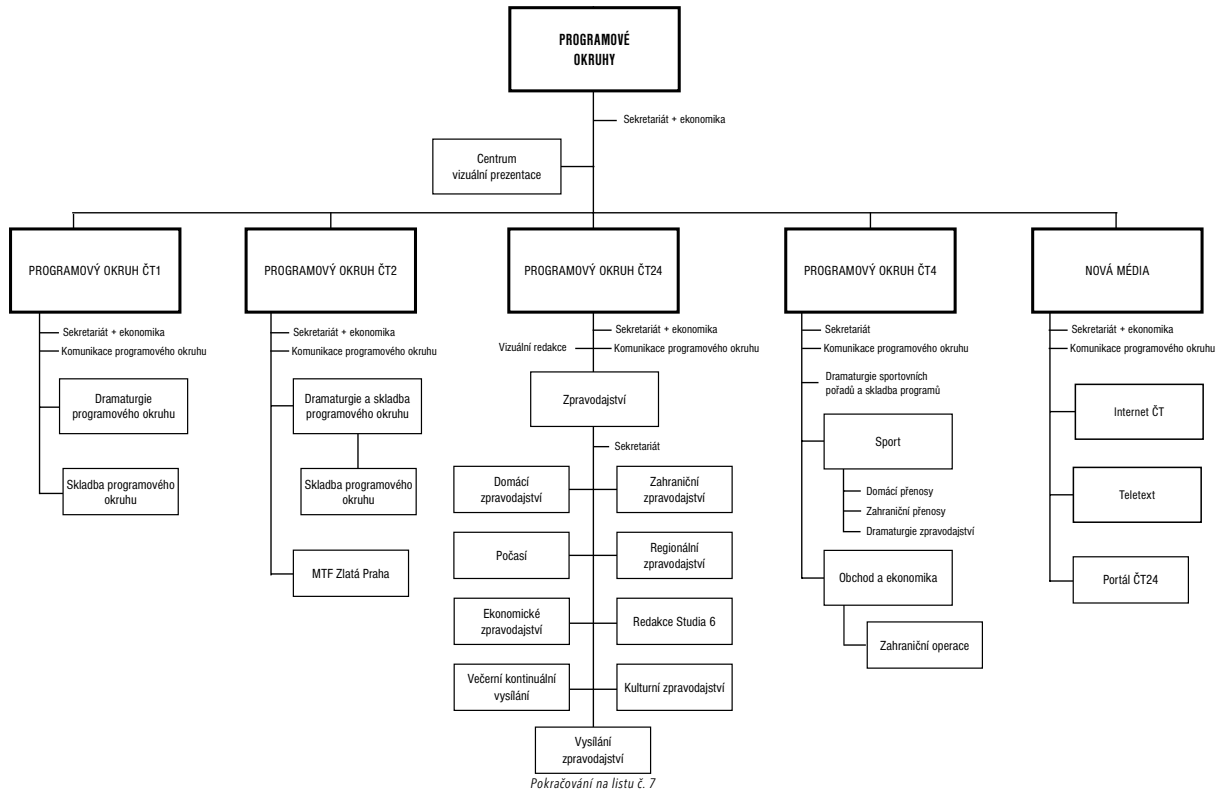 PROGRAMOVÉ
OKRUHY
Sekretariát + ekonomika
Centrum
vizuální prezentace
PROGRAMOVÝ OKRUH ČT1
Sekretariát + ekonomika
Komunikace programového okruhu
Dramaturgie
programového okruhu
Skladba programového
okruhu
PROGRAMOVÝ OKRUH ČT2
Sekretariát + ekonomika
Komunikace programového okruhu
Dramaturgie a skladba
programového okruhu
Skladba programového
okruhu
MTF Zlatá Praha
PROGRAMOVÝ OKRUH ČT24
Sekretariát + ekonomika
Vizuální redakce
Komunikace programového okruhu
Zpravodajství
Sekretariát
Domácí
zpravodajství
Zahraniční
zpravodajství
Počasí
Regionální
zpravodajství
Ekonomické
zpravodajství
Redakce Studia 6
Večerní kontinuální
vysílání
Kulturní zpravodajství
Vysílání
zpravodajství
Pokračování na listu č. 7
PROGRAMOVÝ OKRUH ČT4
Sekretariát
Komunikace programového okruhu
Dramaturgie sportovních
pořadů a skladba programů
Sport
Domácí přenosy
Zahraniční přenosy
Dramaturgie zpravodajství
Obchod a ekonomika
Zahraniční operace
NOVÁ MÉDIA
Sekretariát + ekonomika
Komunikace programového okruhu
Internet ČT
Teletext
Portál ČT24